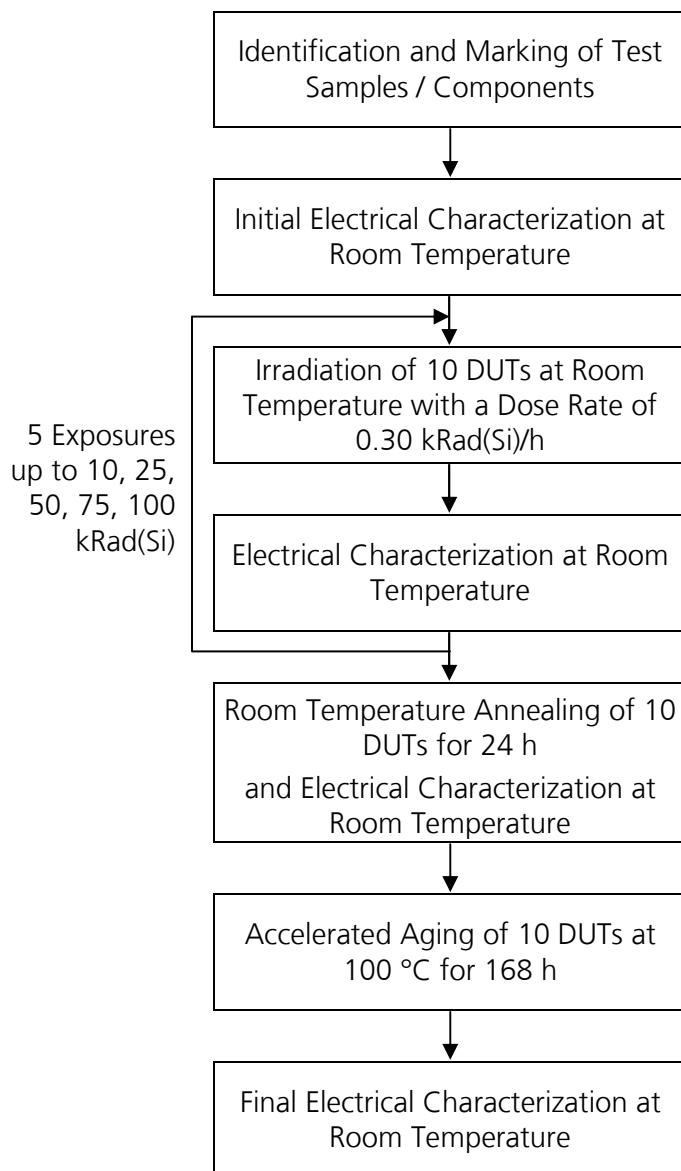 Identification and Marking of Test
Samples / Components
Initial Electrical Characterization at
Room Temperature
Irradiation of 10 DUTs at Room
Temperature with a Dose Rate of
0.30 kRad(Si)/h
5 Exposures
up to 10, 25,
50, 75, 100
kRad(Si)
Electrical Characterization at Room
Temperature
Room Temperature Annealing of 10
DUTs for 24 h
and Electrical Characterization at
Room Temperature
Accelerated Aging of 10 DUTs at
100 °C for 168 h
Final Electrical Characterization at
Room Temperature